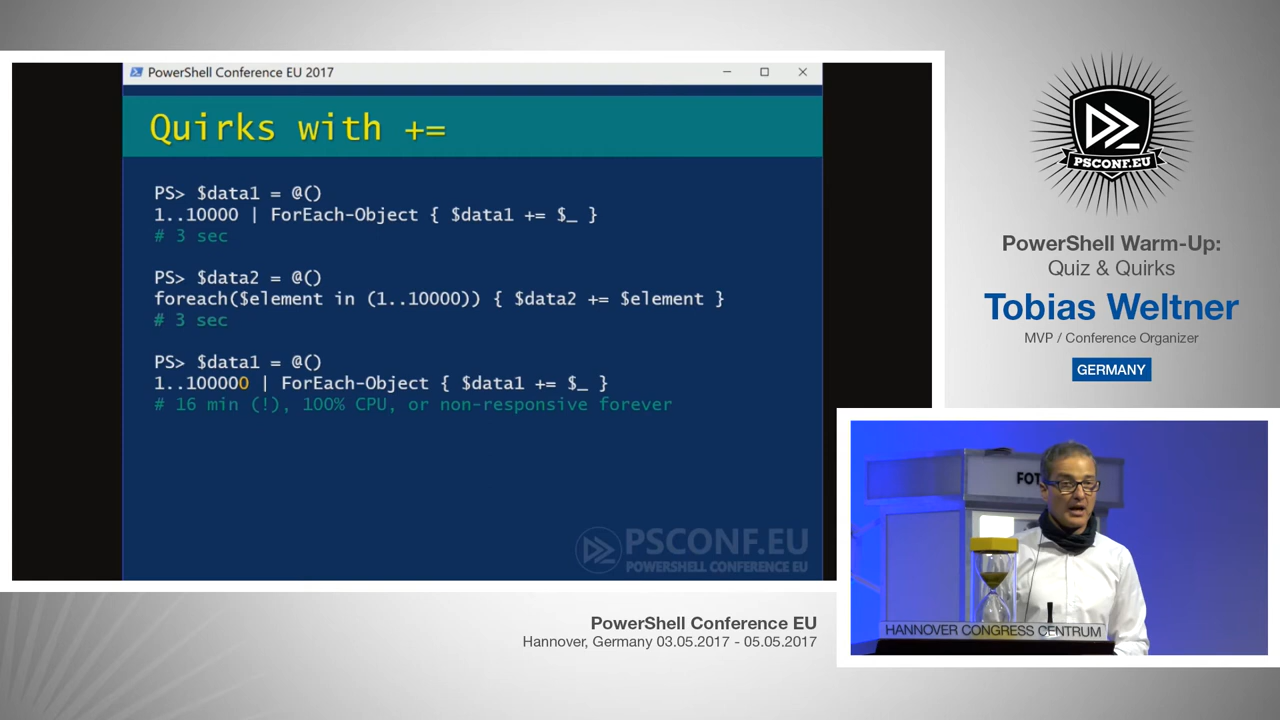 PowerShell Conference EU 2017
Quirks with +=
PS> $data1 = @()
1..10000 | ForEach-Object { $data1 += $_ }
# 3 sec
PS> $data2 = @()
foreach($element in (1..10000)) { $data2 += $element }
# 3 sec
PS> $data1 = @()
1..100000 | ForEach-Object { $data1 += $_ }
# 16 min (!), 100% CPU, or non-responsive forever
PSCONF.EU
POWERSHELL CONFERENCE EU
PSCONF.EU
PowerShell Warm-Up:
Quiz & Quirks
Tobias Weltner
MVP / Conference Organizer
GERMANY
FOT
HANNOVER CONGRESS CENTRUM
PowerShell Conference EU
Hannover, Germany 03.05.2017 - 05.05.2017